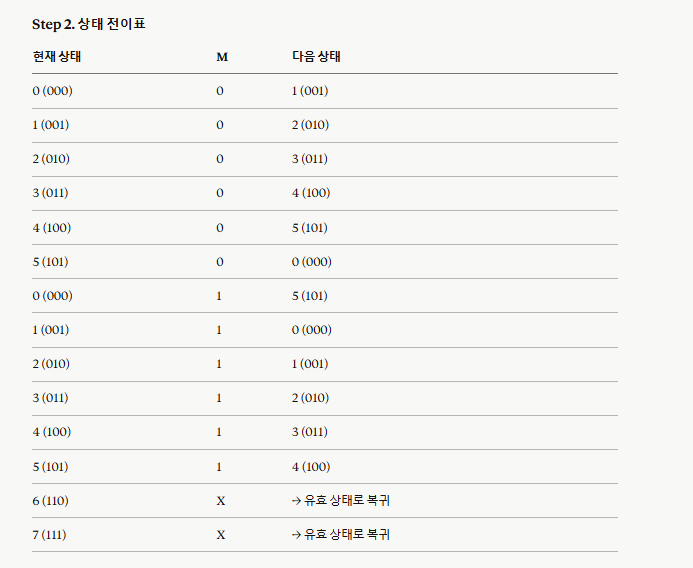 Step 2. 상태 전이표
현재 상태 M 다음 상태
0 (000) 0 1 (001)
1 (001) 0 2 (010)
2 (010) 0 3 (011)
3 (011) 0 4 (100)
4 (100) 0 5 (101)
5 (101) 0 0 (000)
0 (000) 1 5 (101)
1 (001) 1 0 (000)
2 (010) 1 1 (001)
3 (011) 1 2 (010)
4 (100) 1 3 (011)
5 (101) 1 4 (100)
6 (110) X → 유효 상태로 복귀
7 (111) X → 유효 상태로 복귀